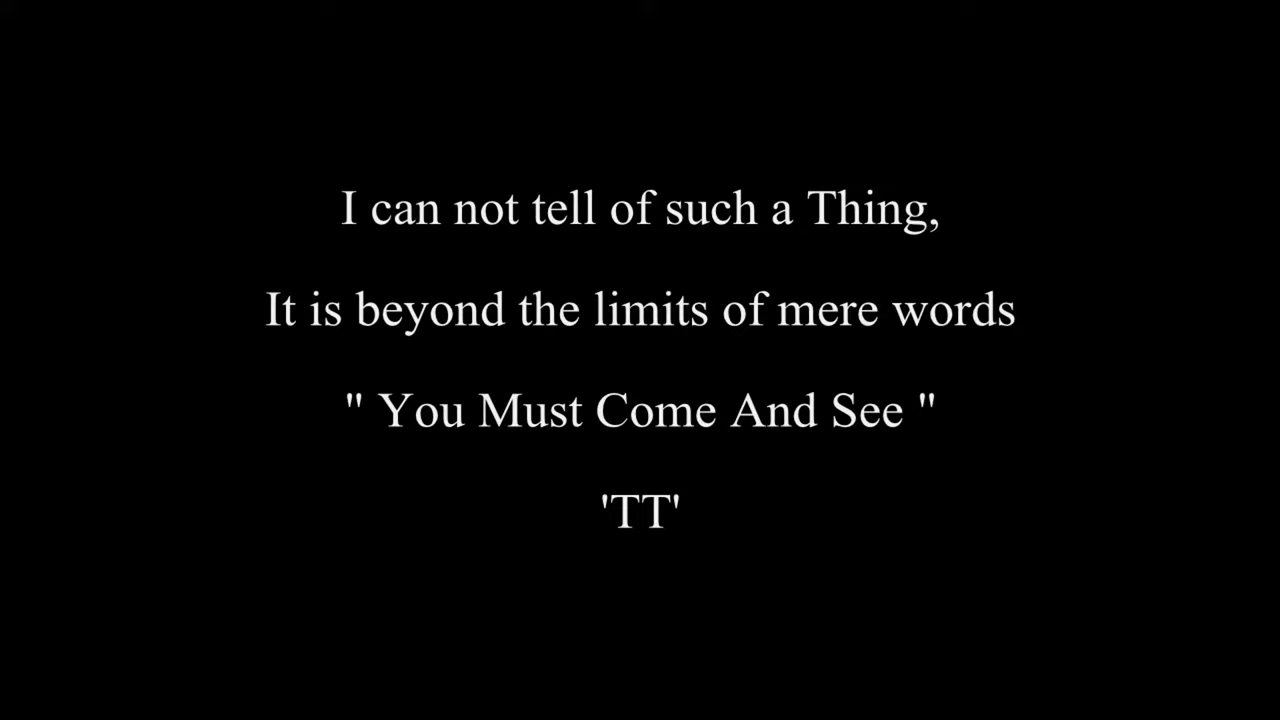 I can not tell of such a Thing,
It is beyond the limits of mere words
" You Must Come And See "
'TT'